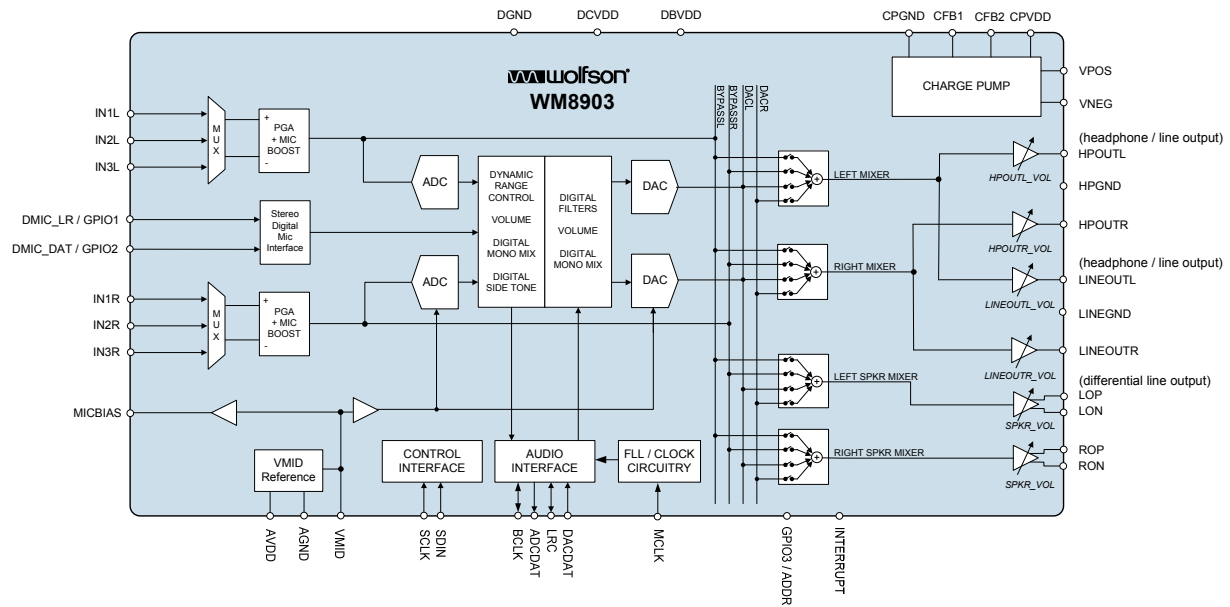 DGND
DCVDD
DBVDD
CPGND
CFB1
CFB2
CPVDD
wolfson
WM8903
CHARGE PUMP
VPOS
VNEG
IN1L
IN2L
IN3L
MUX
+
PGA
+ MIC
BOOST
-
ADC
DYNAMIC
RANGE
CONTROL
VOLUME
DIGITAL
MONO MIX
DIGITAL
SIDE TONE
DIGITAL
FILTERS
VOLUME
DIGITAL
MONO MIX
DAC
BYPASSL
BYPASSR
DACL
DACR
+
LEFT MIXER
HPOUTL_VOL
(headphone / line output)
HPOUTL
HPGND
DMIC_LR / GPIO1
DMIC_DAT / GPIO2
Stereo
Digital
Mic
Interface
HPOUTR_VOL
HPOUTR
IN1R
IN2R
IN3R
MUX
+
PGA
+ MIC
BOOST
-
ADC
DAC
+
RIGHT MIXER
(headphone / line output)
LINEOUTL
LINEOUTL_VOL
LINEGND
LINEOUTR
LINEOUTR_VOL
MICBIAS
+
LEFT SPKR MIXER
(differential line output)
LOP
LON
SPKR_VOL
VMID
Reference
CONTROL
INTERFACE
AUDIO
INTERFACE
FLL / CLOCK
CIRCUITRY
+
RIGHT SPKR MIXER
ROP
RON
SPKR_VOL
AVDD
AGND
VMID
SCLK
SDIN
BCLK
ADCDAT
LRC
DACDAT
MCLK
GPIO3 / ADDR
INTERRUPT